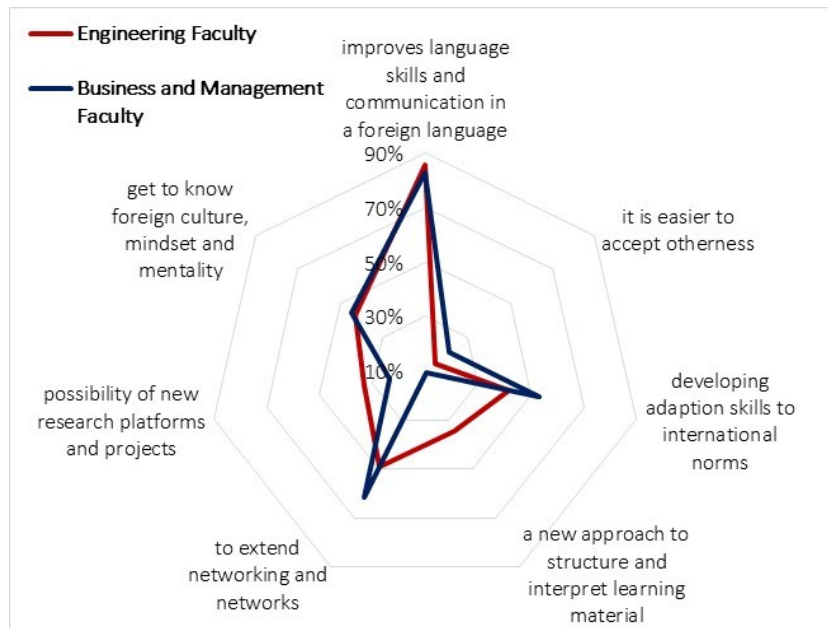 Engineering Faculty
Business and Management
Faculty
improves language
skills and
communication in
a foreign language
90%
70%
50%
30%
10%
it is easier to
accept otherness
developing
adaption skills to
international
norms
a new approach to
structure and
interpret learning
material
to extend
networking and
networks
possibility of new
research platforms
and projects
get to know
foreign culture,
mindset and
mentality